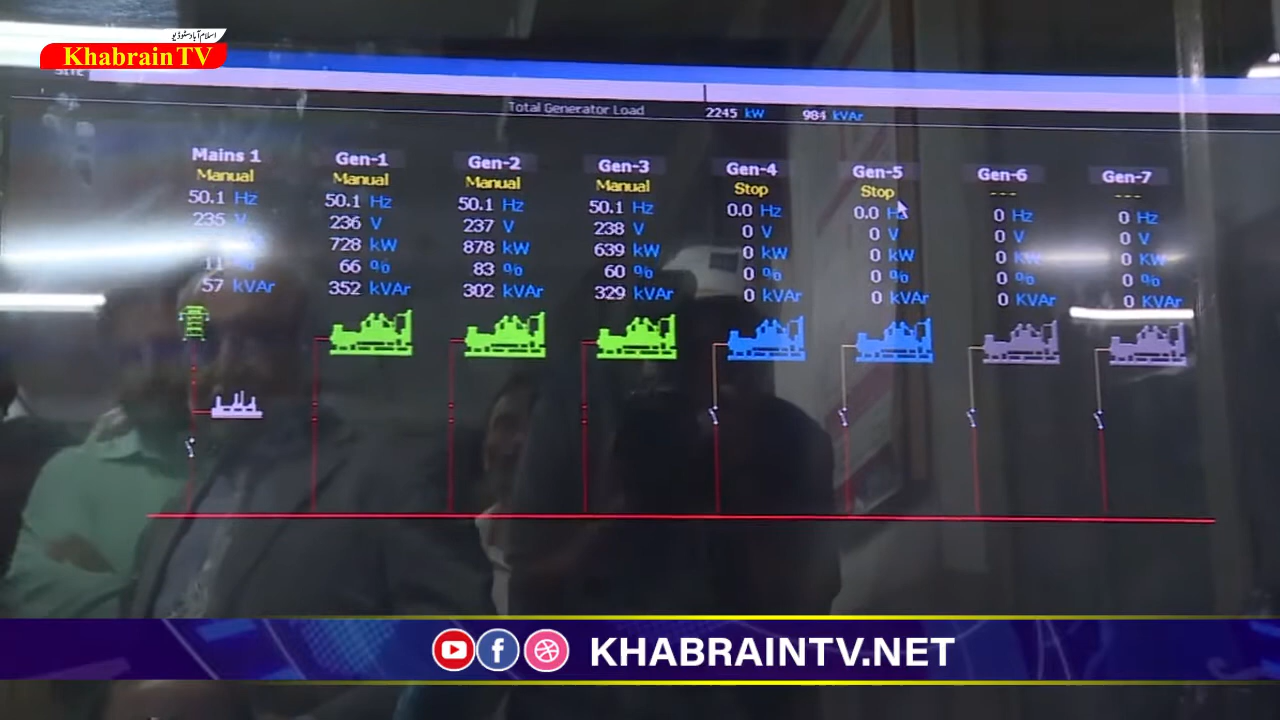 اسلام آباد سٹوڈیو
Khabrain TV
SITE
Total Generator Load 2245 kW 984 kVAr
Mains 1 Gen-1 Gen-2 Gen-3 Gen-4 Gen-5 Gen-6 Gen-7
Manual Manual Manual Manual Stop Stop --- ---
50.1 Hz 50.1 Hz 50.1 Hz 50.1 Hz 0.0 Hz 0.0 Hz 0 Hz 0 Hz
235 V 236 V 237 V 238 V 0 V 0 V 0 V 0 V
728 kW 878 kW 639 kW 0 kW 0 kW 0 KW 0 KW
11 % 66 % 83 % 60 % 0 % 0 % 0 % 0 %
57 kVAr 352 kVAr 302 kVAr 329 kVAr 0 kVAr 0 kVAr 0 KVAr 0 KVAr
KHABRAINTV.NET